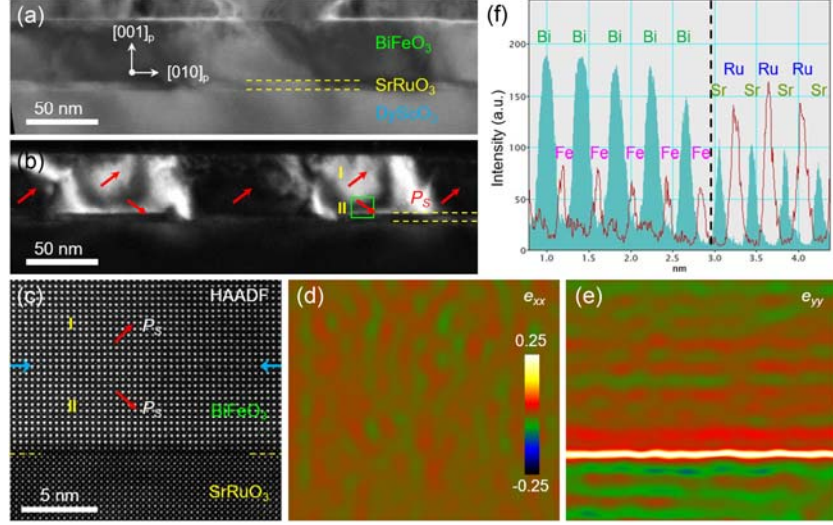 (a)
[001]p
[010]p
BiFeO3
SrRuO3
DyScO3
50 nm
(b)
I
II
PS
50 nm
(c)
HAADF
I
PS
II
PS
BiFeO3
SrRuO3
5 nm
(d)
exx
0.25
-0.25
(e)
eyy
(f)
Intensity (a.u.)
200
150
100
50
0
Bi Bi Bi Bi Bi
Ru Ru Ru
Sr Sr Sr Sr
Fe Fe Fe Fe Fe
1.0 1.5 2.0 2.5 3.0 3.5 4.0
nm